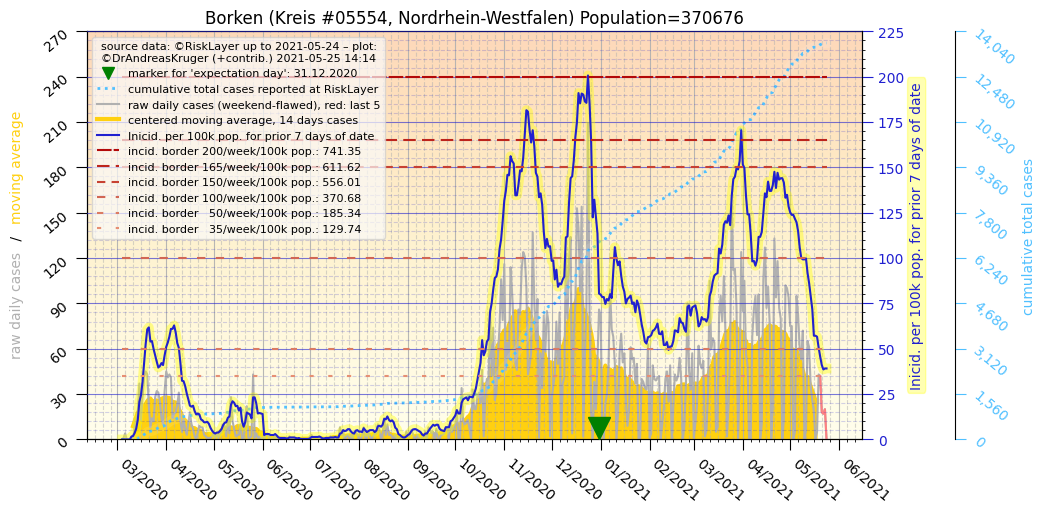 Borken (Kreis #05554, Nordrhein-Westfalen) Population=370676
source data: ©RiskLayer up to 2021-05-24 – plot:
©DrAndreasKruger (+contrib.) 2021-05-25 14:14
marker for 'expectation day': 31.12.2020
cumulative total cases reported at RiskLayer
raw daily cases (weekend-flawed), red: last 5
centered moving average, 14 days cases
Inicid. per 100k pop. for prior 7 days of date
incid. border 200/week/100k pop.: 741.35
incid. border 165/week/100k pop.: 611.62
incid. border 150/week/100k pop.: 556.01
incid. border 100/week/100k pop.: 370.68
incid. border   50/week/100k pop.: 185.34
incid. border   35/week/100k pop.: 129.74
raw daily cases / moving average
270
240
210
180
150
120
90
60
30
0
03/2020
04/2020
05/2020
06/2020
07/2020
08/2020
09/2020
10/2020
11/2020
12/2020
01/2021
02/2021
03/2021
04/2021
05/2021
06/2021
225
200
175
150
125
100
75
50
25
0
Inicid. per 100k pop. for prior 7 days of date
14,040
12,480
10,920
9,360
7,800
6,240
4,680
3,120
1,560
0
cumulative total cases